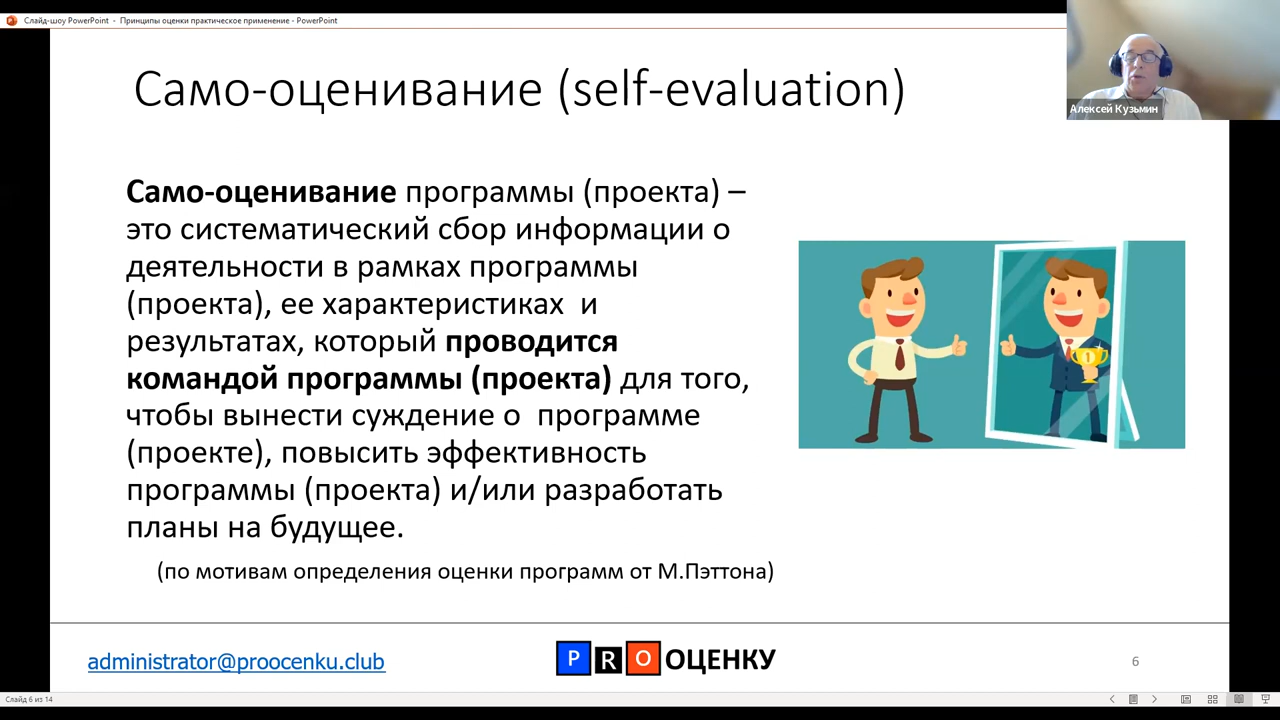 Слайд-шоу PowerPoint - Принципы оценки практическое применение - PowerPoint
Само-оценивание (self-evaluation)
Алексей Кузьмин
Само-оценивание программы (проекта) –
это систематический сбор информации о
деятельности в рамках программы
(проекта), ее характеристиках и
результатах, который проводится
командой программы (проекта) для того,
чтобы вынести суждение о программе
(проекте), повысить эффективность
программы (проекта) и/или разработать
планы на будущее.
(по мотивам определения оценки программ от М.Пэттона)
1
administrator@proocenku.club
PRO ОЦЕНКУ
6
Слайд 6 из 14